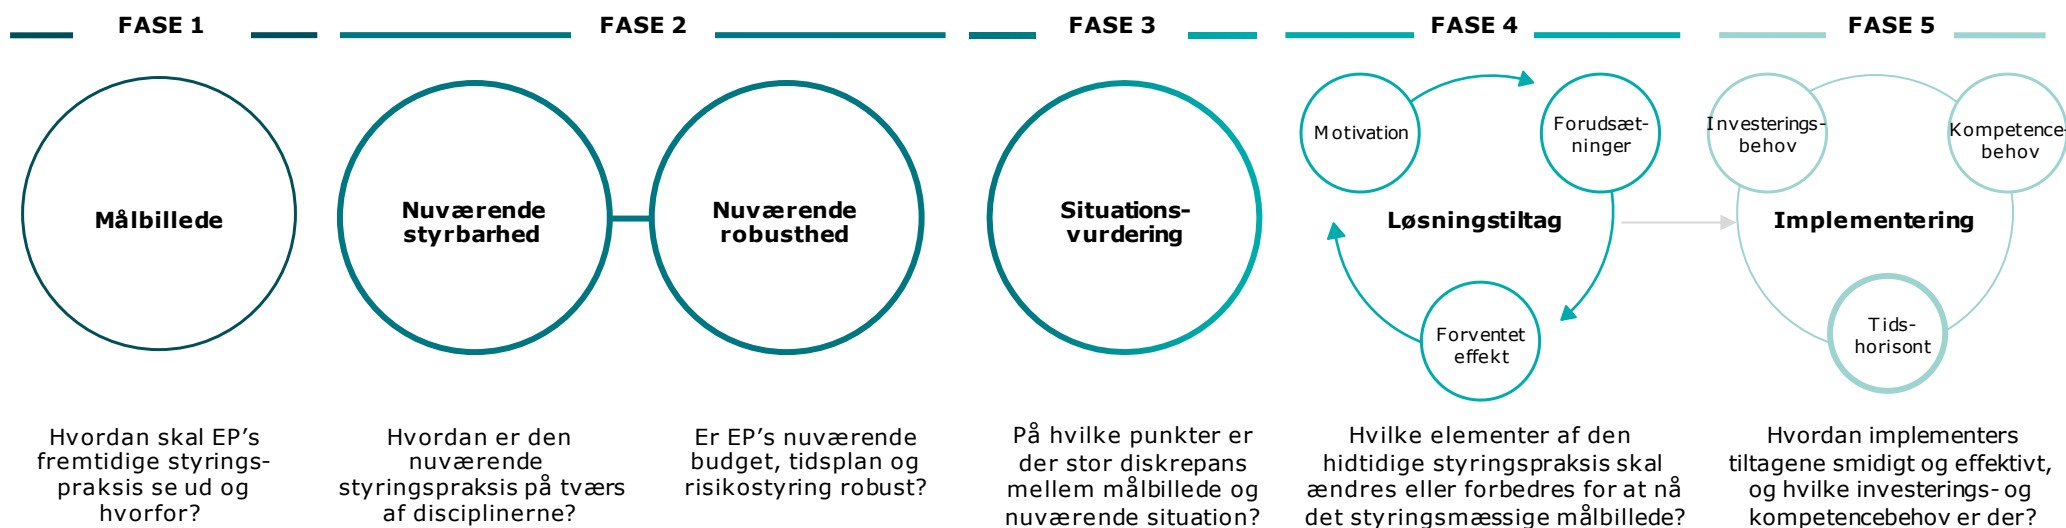 FASE 1
FASE 2
FASE 3
FASE 4
FASE 5
Målbillede
Nuværende
styrbarhed
Nuværende
robusthed
Situations-
vurdering
Motivation
Forudsæt-
ninger
Løsningstiltag
Forventet
effekt
Investerings-
behov
Kompetence-
behov
Implementering
Tids-
horisont
Hvordan skal EP’s
fremtidige styrings-
praksis se ud og
hvorfor?
Hvordan er den
nuværende
styringspraksis på tværs
af disciplinerne?
Er EP’s nuværende
budget, tidsplan og
risikostyring robust?
På hvilke punkter er
der stor diskrepans
mellem målbillede og
nuværende situation?
Hvilke elementer af den
hidtidige styringspraksis skal
ændres eller forbedres for at nå
det styringsmæssige målbillede?
Hvordan implementers
tiltagene smidigt og effektivt,
og hvilke investerings- og
kompetencebehov er der?